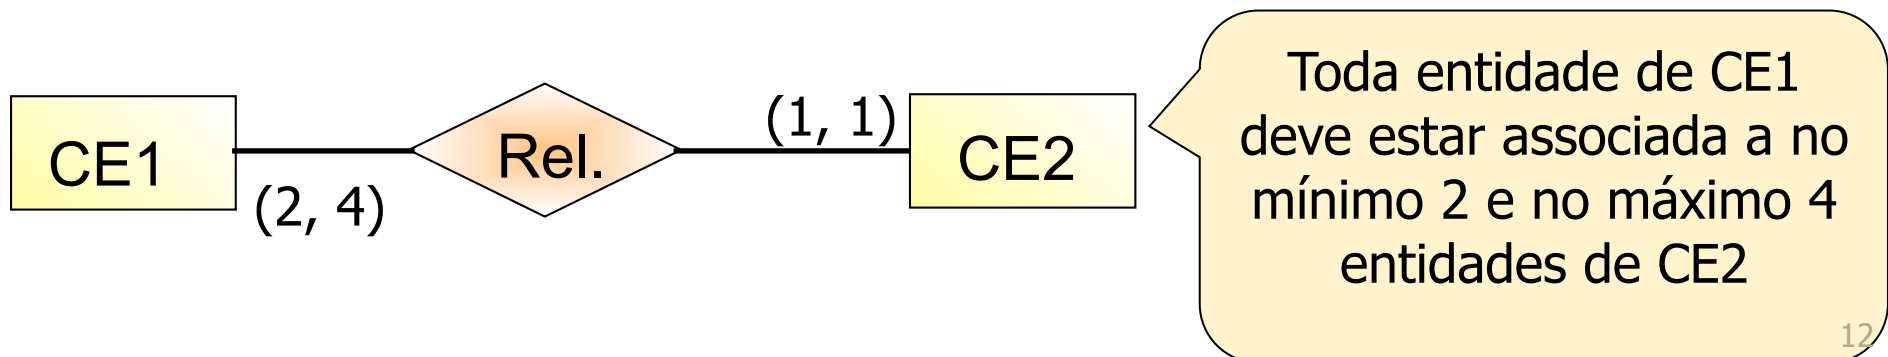 CE1
(2, 4)
Rel.
(1, 1)
CE2
Toda entidade de CE1
deve estar associada a no
mínimo 2 e no máximo 4
entidades de CE2
12